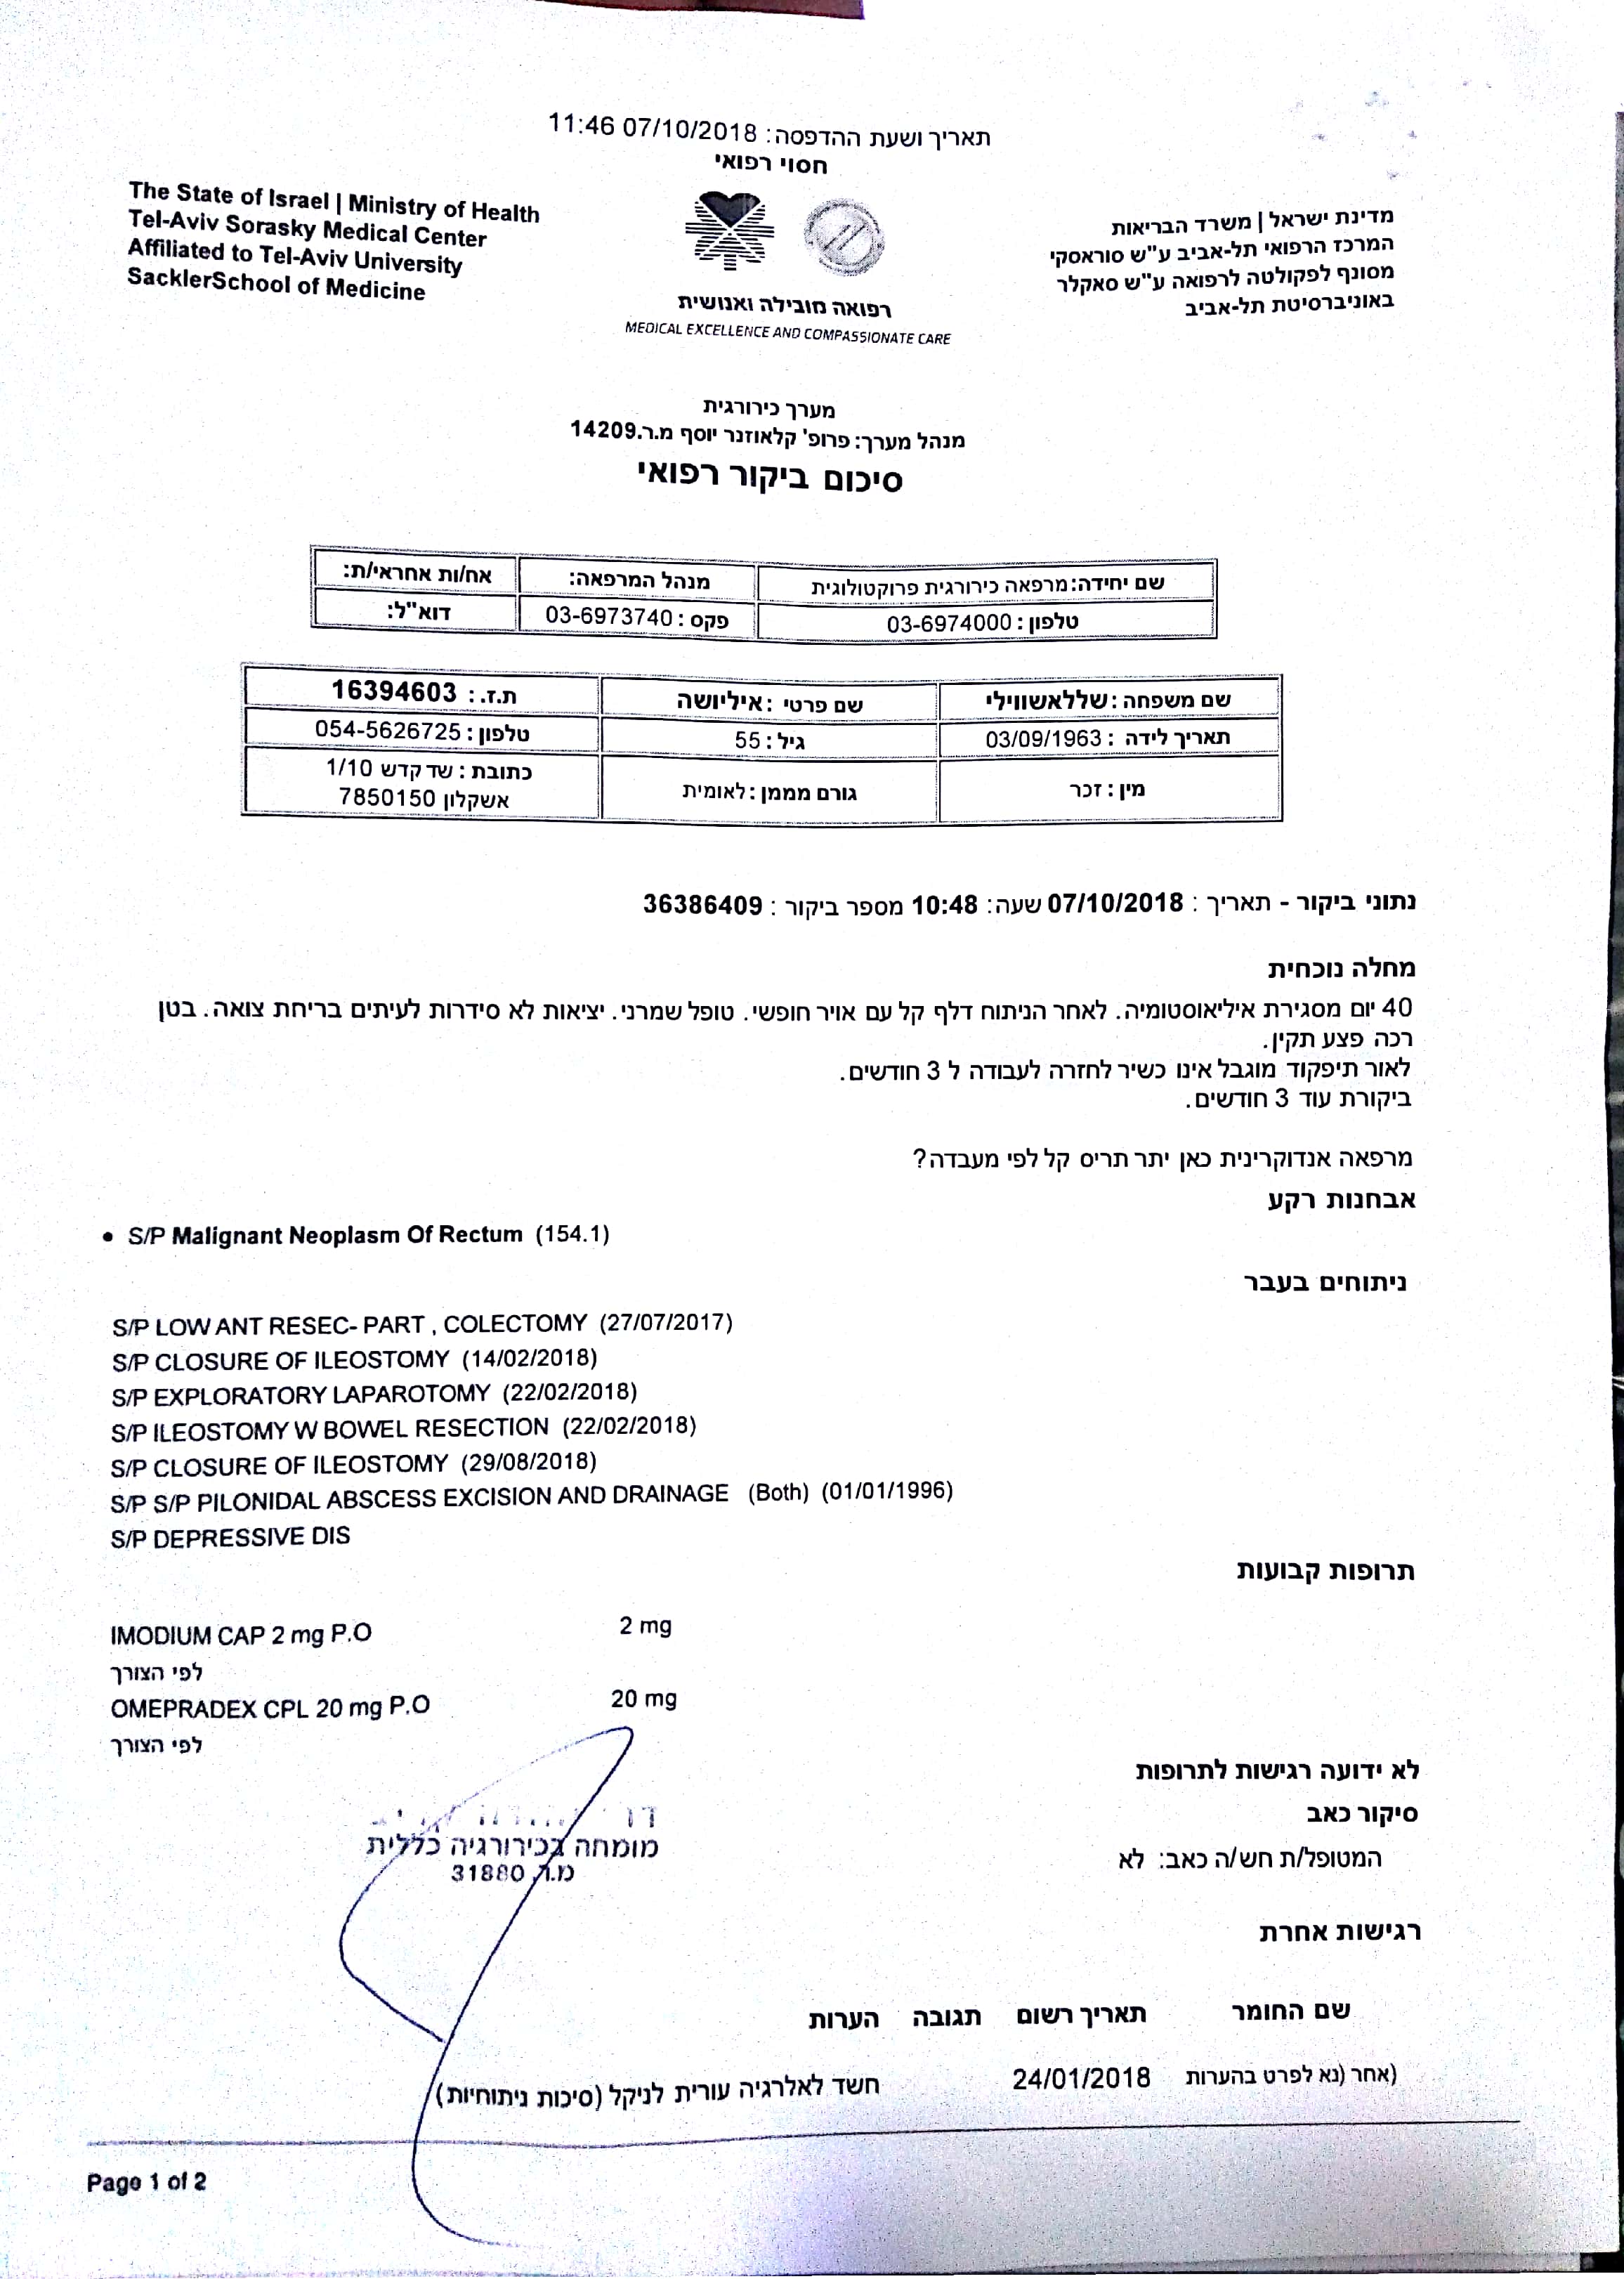 תאריך ושעת ההדפסה: 07/10/2018 11:46
חסוי רפואי
The State of Israel | Ministry of Health
Tel-Aviv Sorasky Medical Center
Affiliated to Tel-Aviv University
SacklerSchool of Medicine
מדינת ישראל | משרד הבריאות
המרכז הרפואי תל-אביב ע"ש סוראסקי
מסונף לפקולטה לרפואה ע"ש סאקלר
באוניברסיטת תל-אביב
רפואה מובילה ואנושית
MEDICAL EXCELLENCE AND COMPASSIONATE CARE
מערך כירורגית
מנהל מערך: פרופ' קלאוזנר יוסף מ.ר.14209
סיכום ביקור רפואי
שם יחידה: מרפאה כירורגית פרוקטולוגית מנהל המרפאה: אח/ות אחראי/ת:
טלפון : 03-6974000 פקס : 03-6973740 דוא"ל:
שם משפחה : שללאשווילי שם פרטי : איליושה ת.ז. : 16394603
תאריך לידה : 03/09/1963 גיל : 55 טלפון : 054-5626725
מין : זכר גורם מממן : לאומית כתובת : שד קדש 1/10
אשקלון 7850150
נתוני ביקור - תאריך : 07/10/2018 שעה: 10:48 מספר ביקור : 36386409
מחלה נוכחית
40 יום מסגירת איליאוסטומיה. לאחר הניתוח דלף קל עם אויר חופשי. טופל שמרני. יציאות לא סידרות לעיתים בריחת צואה. בטן
רכה פצע תקין.
לאור תיפקוד מוגבל אינו כשיר לחזרה לעבודה ל 3 חודשים.
ביקורת עוד 3 חודשים.
מרפאה אנדוקרינית כאן יתר תריס קל לפי מעבדה?
אבחנות רקע
• S/P Malignant Neoplasm Of Rectum (154.1)
ניתוחים בעבר
S/P LOW ANT RESEC- PART , COLECTOMY (27/07/2017)
S/P CLOSURE OF ILEOSTOMY (14/02/2018)
S/P EXPLORATORY LAPAROTOMY (22/02/2018)
S/P ILEOSTOMY W BOWEL RESECTION (22/02/2018)
S/P CLOSURE OF ILEOSTOMY (29/08/2018)
S/P S/P PILONIDAL ABSCESS EXCISION AND DRAINAGE (Both) (01/01/1996)
S/P DEPRESSIVE DIS
תרופות קבועות
IMODIUM CAP 2 mg P.O 2 mg
לפי הצורך
OMEPRADEX CPL 20 mg P.O 20 mg
לפי הצורך
לא ידועה רגישות לתרופות
סיקור כאב
המטופל/ת חש/ה כאב: לא
דר'
מומחה בכירורגיה כללית
מ.ר. 31880
רגישות אחרת
שם החומר תאריך רשום תגובה הערות
(אחר (נא לפרט בהערות 24/01/2018 חשד לאלרגיה עורית לניקל (סיכות ניתוחיות)
Page 1 of 2